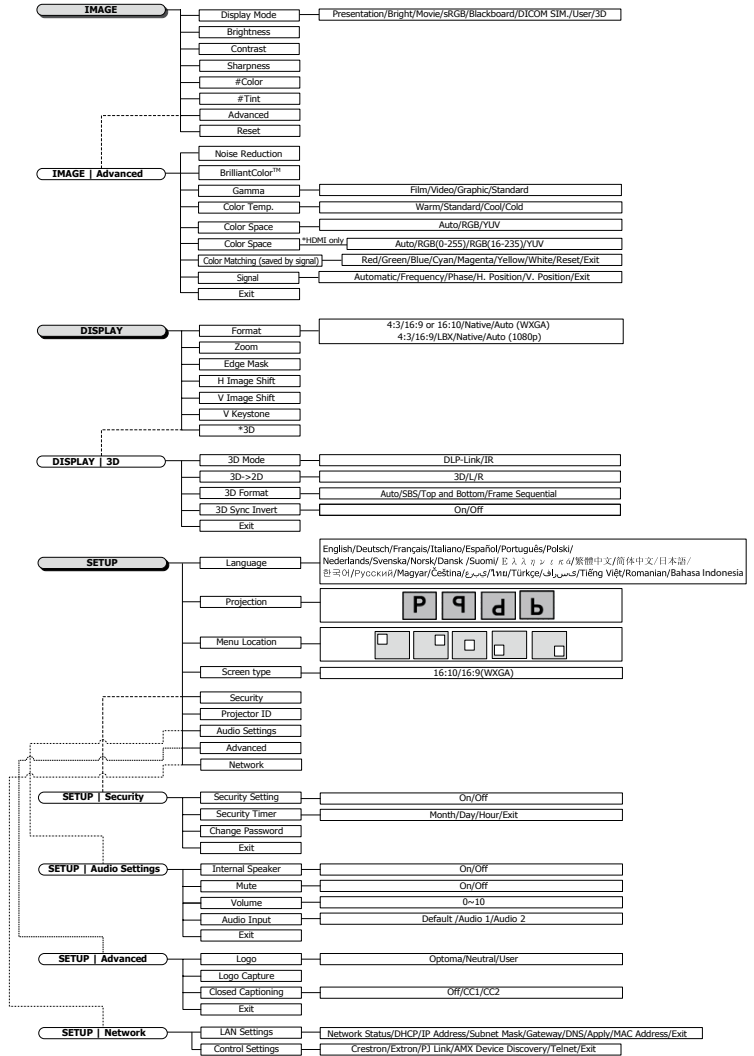 IMAGE
Display Mode
Presentation/Bright/Movie/sRGB/Blackboard/DICOM SIM./User/3D
Brightness
Contrast
Sharpness
#Color
#Tint
Advanced
Reset
IMAGE | Advanced
Noise Reduction
BrilliantColor™
Gamma
Film/Video/Graphic/Standard
Color Temp.
Warm/Standard/Cool/Cold
Color Space
Auto/RGB/YUV
Color Space
*HDMI only
Auto/RGB(0-255)/RGB(16-235)/YUV
Color Matching (saved by signal)
Red/Green/Blue/Cyan/Magenta/Yellow/White/Reset/Exit
Signal
Automatic/Frequency/Phase/H. Position/V. Position/Exit
Exit
DISPLAY
Format
4:3/16:9 or 16:10/Native/Auto (WXGA)
4:3/16:9/LBX/Native/Auto (1080p)
Zoom
Edge Mask
H Image Shift
V Image Shift
V Keystone
*3D
DISPLAY | 3D
3D Mode
DLP-Link/IR
3D->2D
3D/L/R
3D Format
Auto/SBS/Top and Bottom/Frame Sequential
3D Sync Invert
On/Off
Exit
SETUP
Language
English/Deutsch/Français/Italiano/Español/Português/Polski/
Nederlands/Svenska/Norsk/Dansk /Suomi/ Ελληνικά/繁體中文/简体中文/日本語/
한국어/Русский/Magyar/Čeština/عربي/ไทย/Türkçe/فارسی/Tiếng Việt/Romanian/Bahasa Indonesia
Projection
P P P P
Menu Location
Screen type
16:10/16:9(WXGA)
Security
Projector ID
Audio Settings
Advanced
Network
SETUP | Security
Security Setting
On/Off
Security Timer
Month/Day/Hour/Exit
Change Password
Exit
SETUP | Audio Settings
Internal Speaker
On/Off
Mute
On/Off
Volume
0~10
Audio Input
Default /Audio 1/Audio 2
Exit
SETUP | Advanced
Logo
Optoma/Neutral/User
Logo Capture
Closed Captioning
Off/CC1/CC2
Exit
SETUP | Network
LAN Settings
Network Status/DHCP/IP Address/Subnet Mask/Gateway/DNS/Apply/MAC Address/Exit
Control Settings
Crestron/Extron/PJ Link/AMX Device Discovery/Telnet/Exit